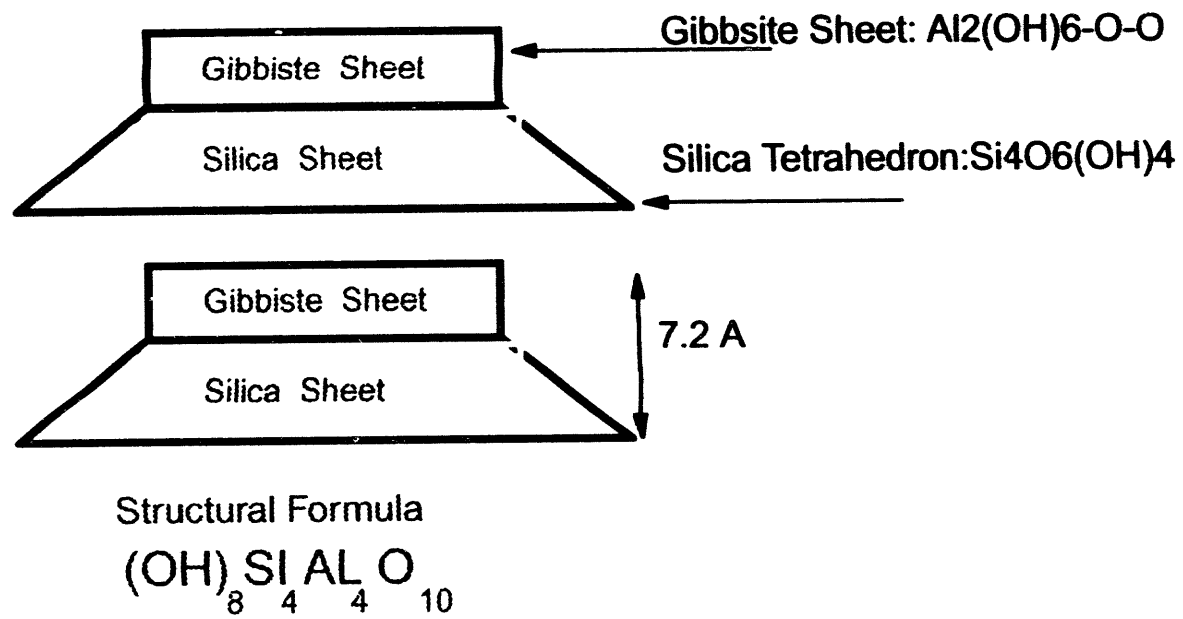 Gibbsite Sheet: Al2(OH)6-O-O
Gibbiste Sheet
Silica Sheet
Silica Tetrahedron:Si4O6(OH)4
Gibbiste Sheet
7.2 A
Silica Sheet
Structural Formula
(OH)8SI4AL4O10